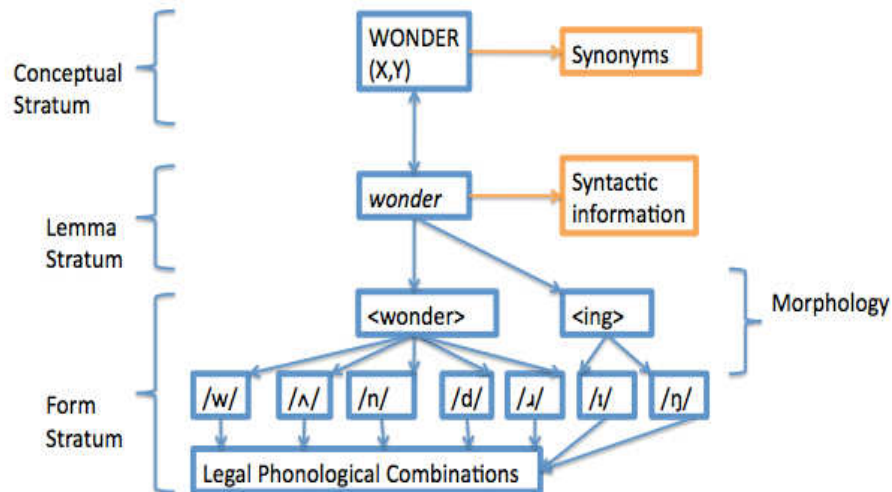 WONDER
(X,Y)
Synonyms
Conceptual
Stratum
wonder
Syntactic
information
Lemma
Stratum
<wonder>
<ing>
Morphology
/w/ /ʌ/ /n/ /d/ /ɹ/ /ɪ/ /ŋ/
Form
Stratum
Legal Phonological Combinations